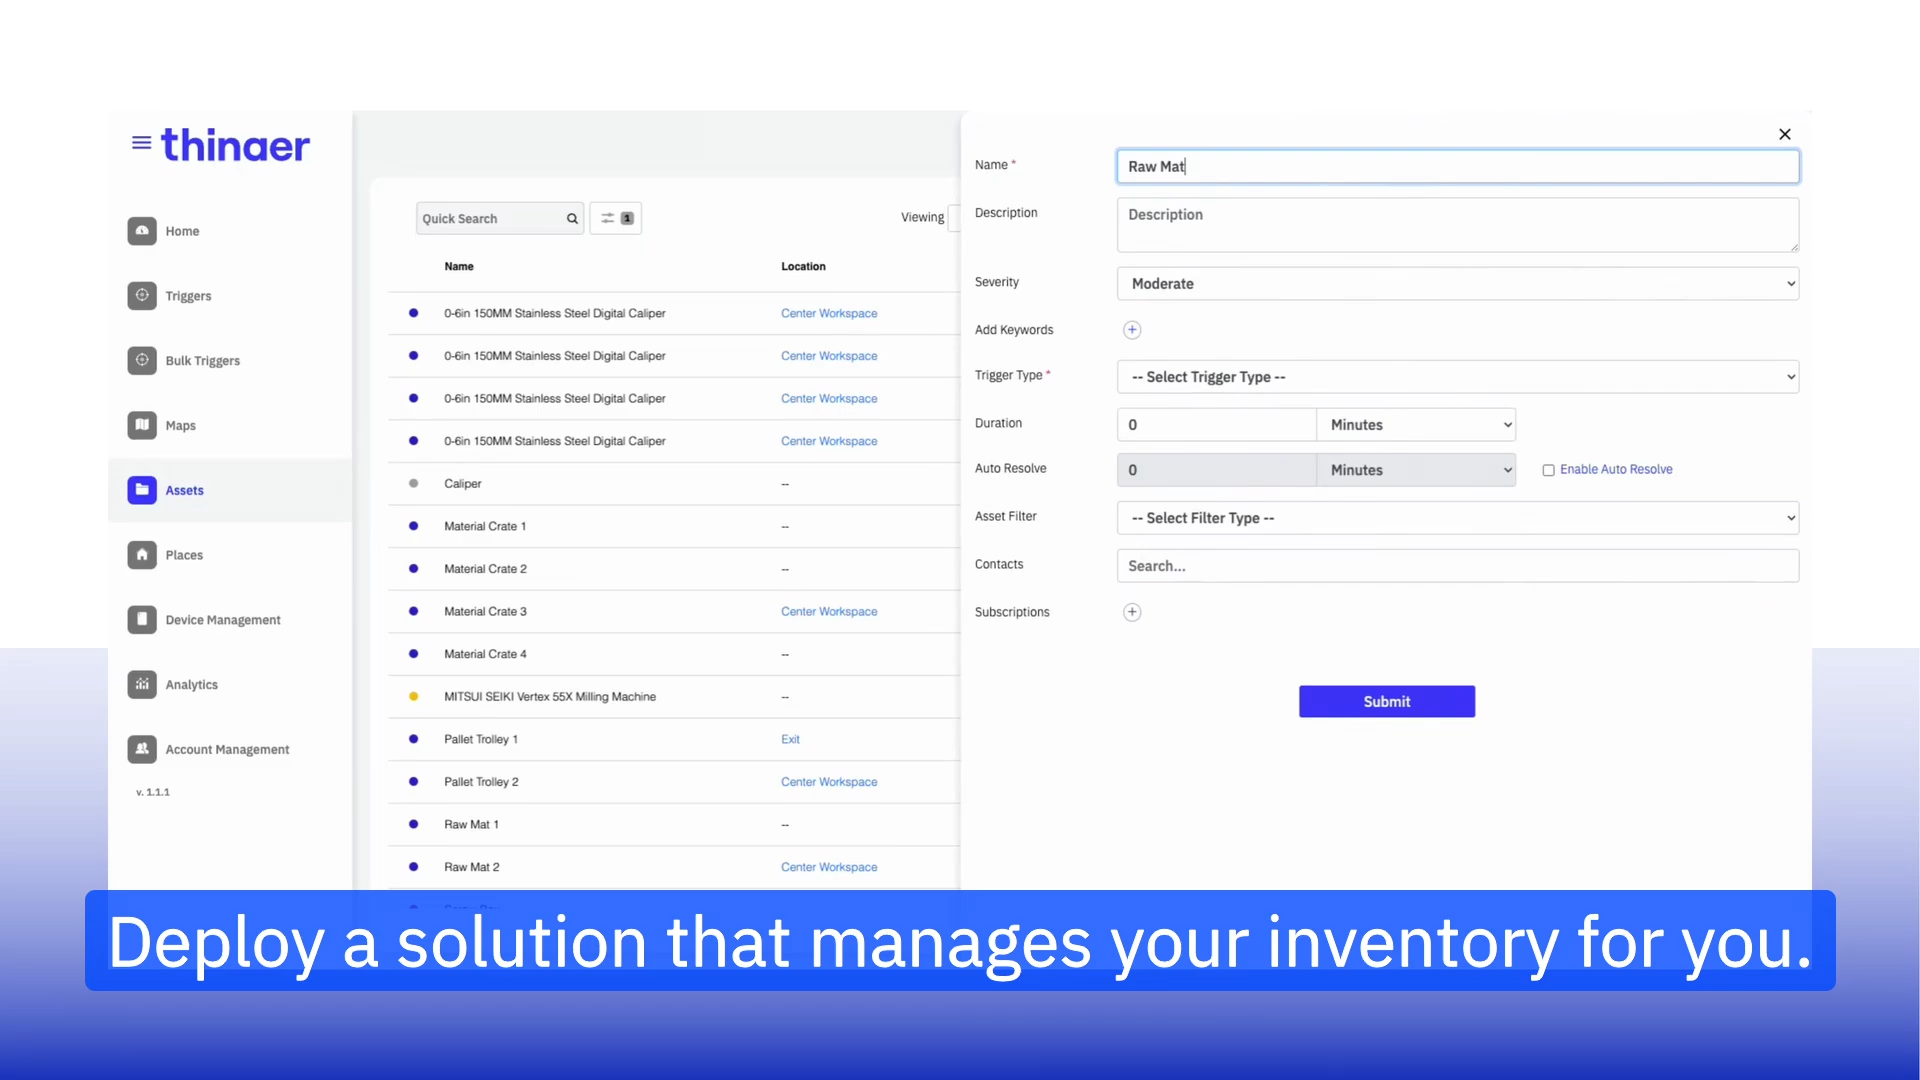 thinaer
Home
Triggers
Bulk Triggers
Maps
Assets
Places
Device Management
Analytics
Account Management
v. 1.1.1
Quick Search
1
Viewing
Name Location
0-6in 150MM Stainless Steel Digital Caliper Center Workspace
0-6in 150MM Stainless Steel Digital Caliper Center Workspace
0-6in 150MM Stainless Steel Digital Caliper Center Workspace
0-6in 150MM Stainless Steel Digital Caliper Center Workspace
Caliper --
Material Crate 1 --
Material Crate 2 --
Material Crate 3 Center Workspace
Material Crate 4 --
MITSUI SEIKI Vertex 55X Milling Machine --
Pallet Trolley 1 Exit
Pallet Trolley 2 Center Workspace
Raw Mat 1 --
Raw Mat 2 Center Workspace
Name * Raw Mat
Description Description
Severity Moderate
Add Keywords
Trigger Type * -- Select Trigger Type --
Duration 0 Minutes
Auto Resolve 0 Minutes Enable Auto Resolve
Asset Filter -- Select Filter Type --
Contacts Search...
Subscriptions
Submit
Deploy a solution that manages your inventory for you.